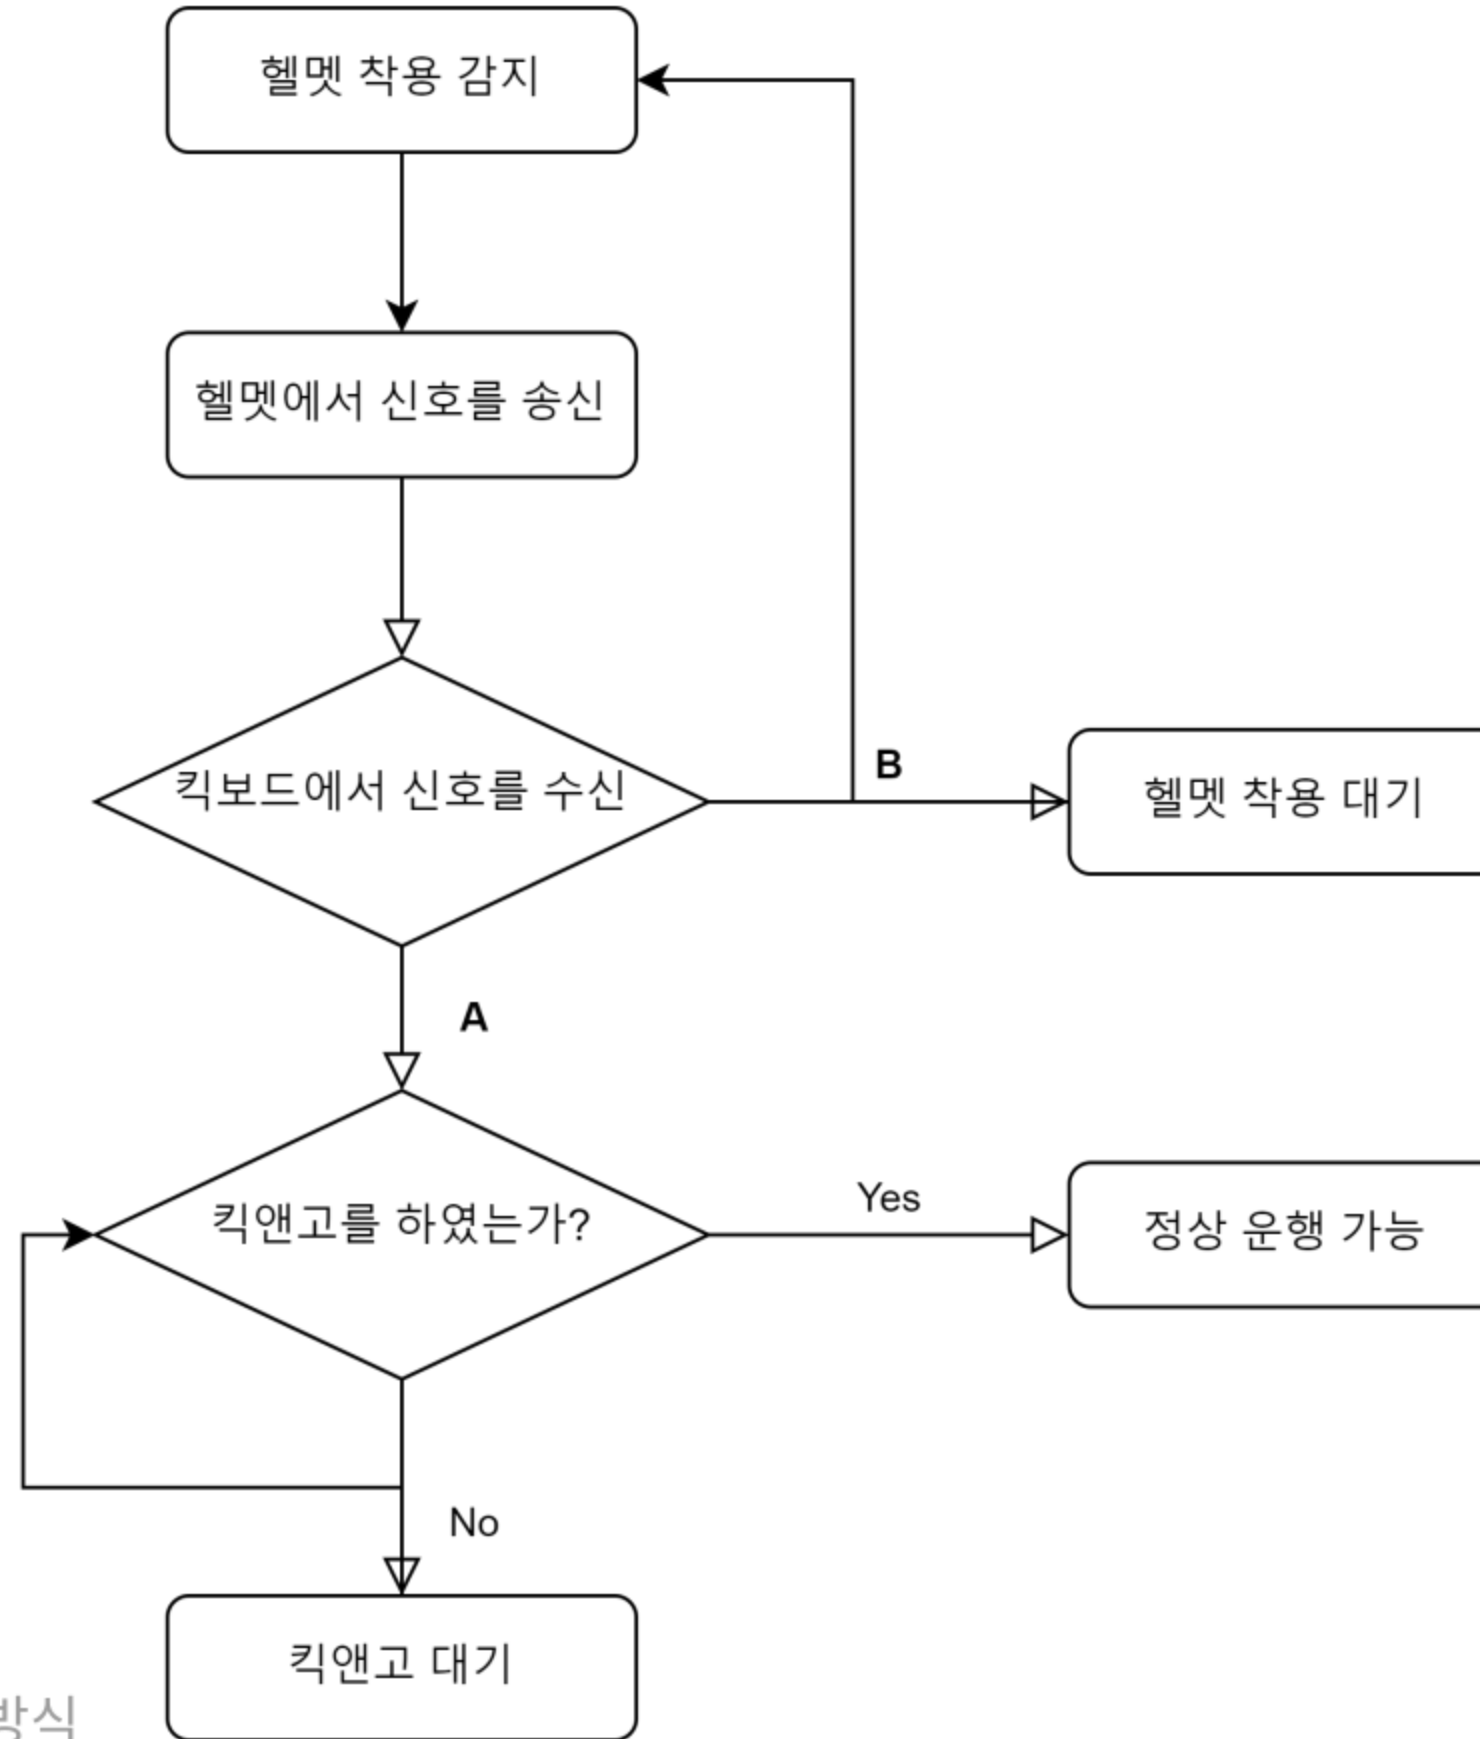 헬멧 착용 감지
헬멧에서 신호를 송신
킥보드에서 신호를 수신
B
헬멧 착용 대기
A
킥앤고를 하였는가?
Yes
정상 운행 가능
No
킥앤고 대기
방식